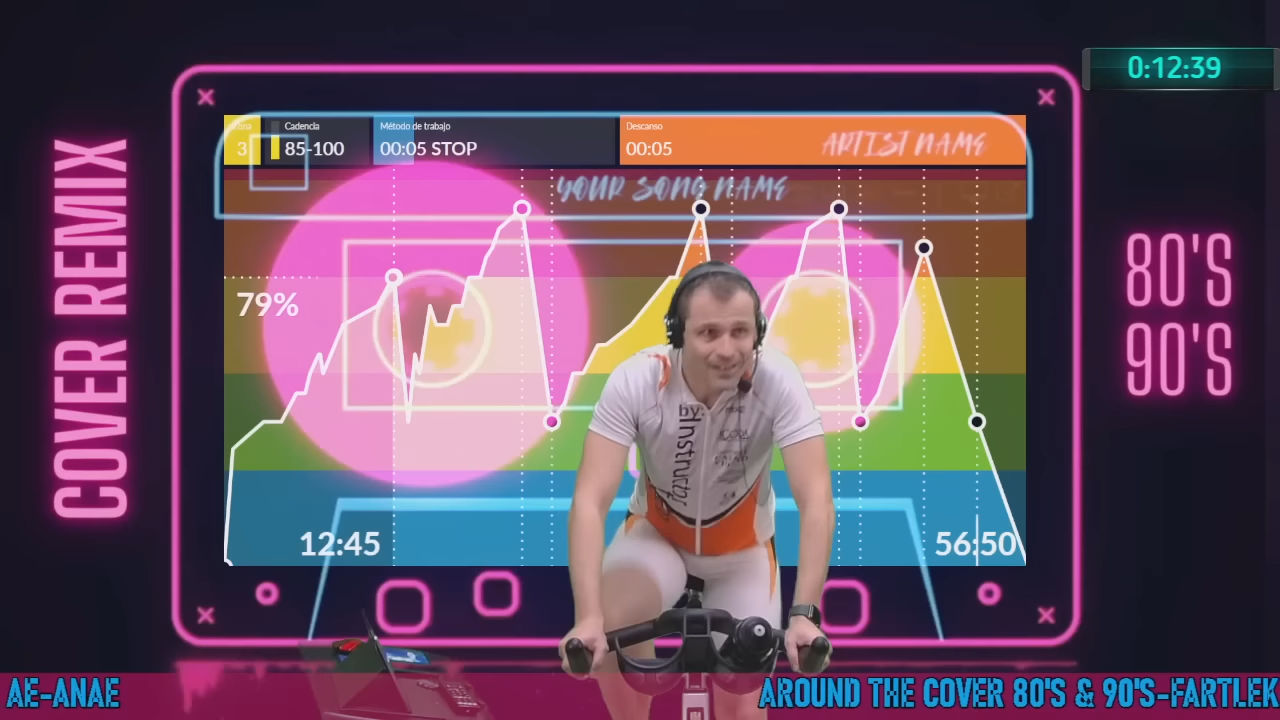 0:12:39
Cadencia
Método de trabajo
Descanso
3
85-100
00:05 STOP
00:05
ARTIST NAME
YOUR SONG NAME
79%
12:45
56:50
COVER REMIX
80'S
90'S
by
Instructor
AE-ANAE
AROUND THE COVER 80'S & 90'S-FARTLEK